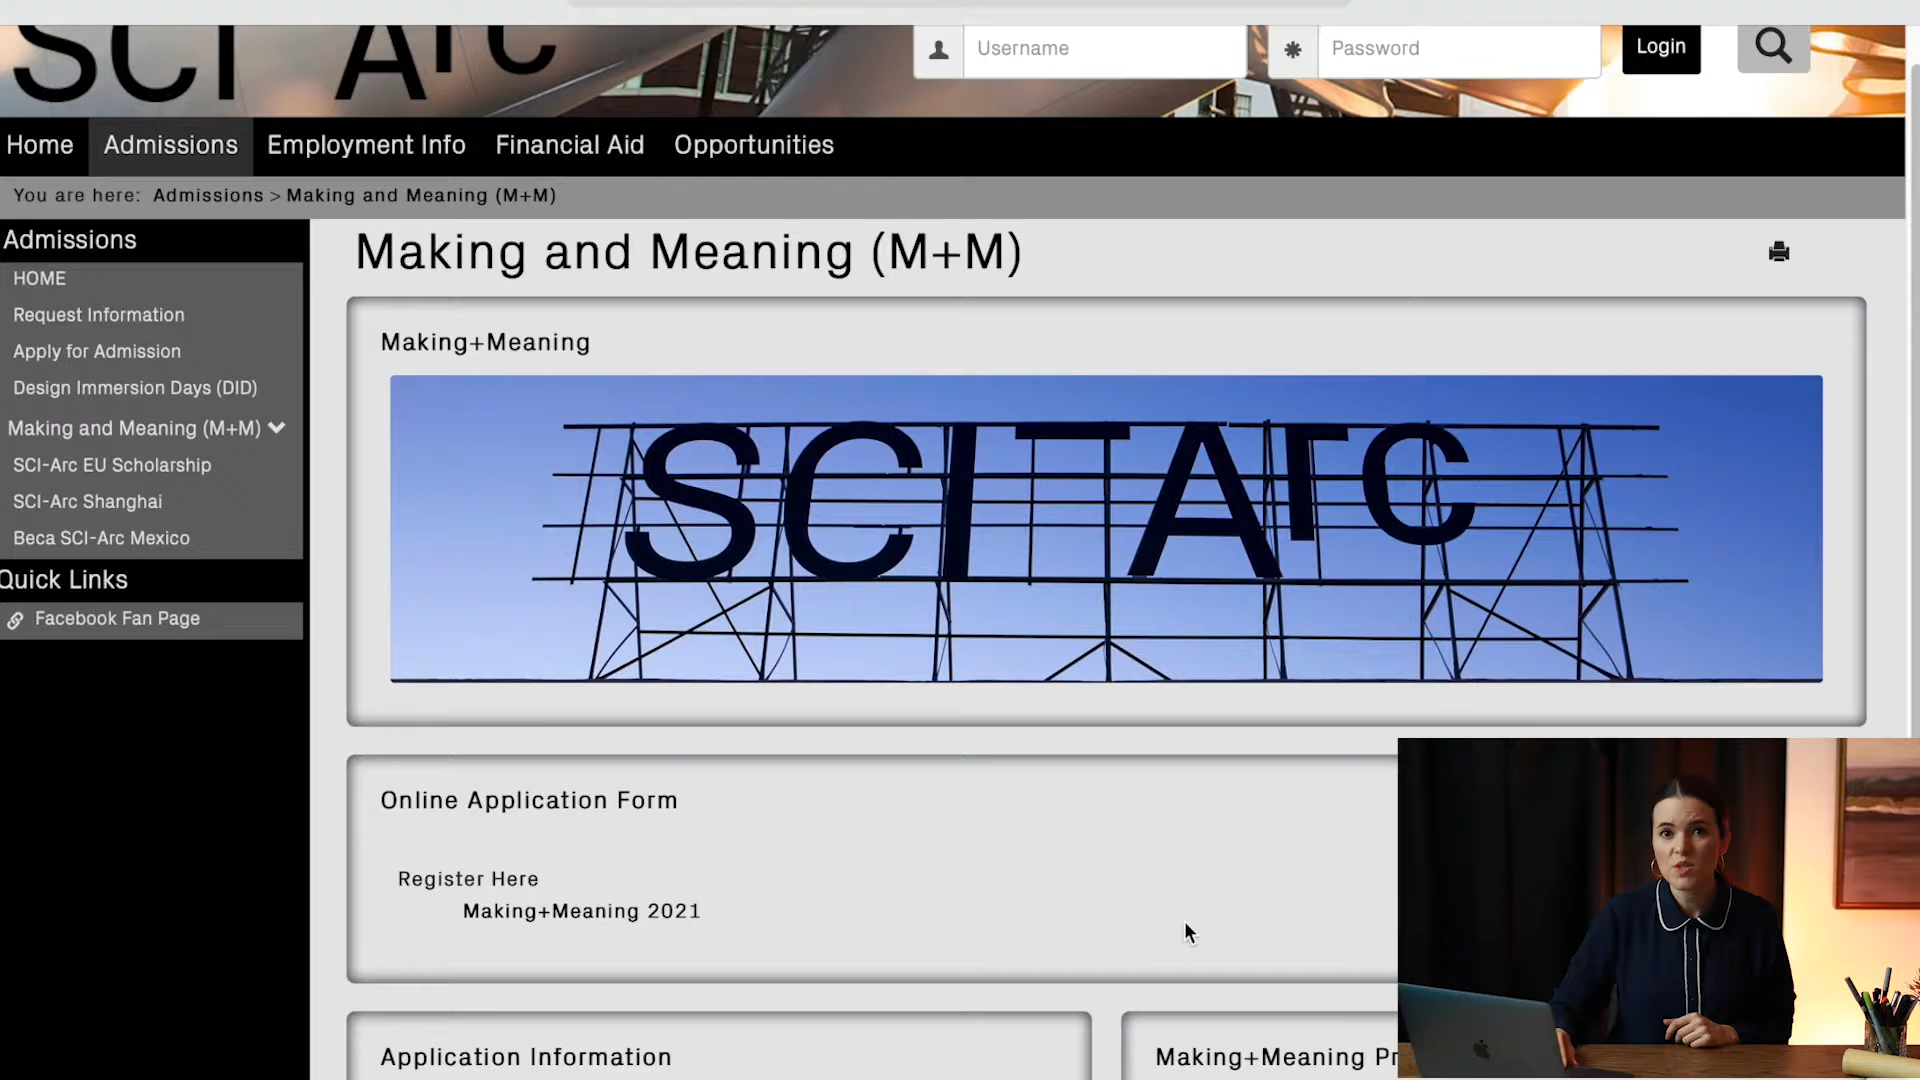 SCI Arc
Username
Password
Login
Home
Admissions
Employment Info
Financial Aid
Opportunities
You are here: Admissions > Making and Meaning (M+M)
Admissions
HOME
Request Information
Apply for Admission
Design Immersion Days (DID)
Making and Meaning (M+M)
SCI-Arc EU Scholarship
SCI-Arc Shanghai
Beca SCI-Arc Mexico
Quick Links
Facebook Fan Page
Making and Meaning (M+M)
Making+Meaning
SCI Arc
Online Application Form
Register Here
Making+Meaning 2021
Application Information
Making+Meaning